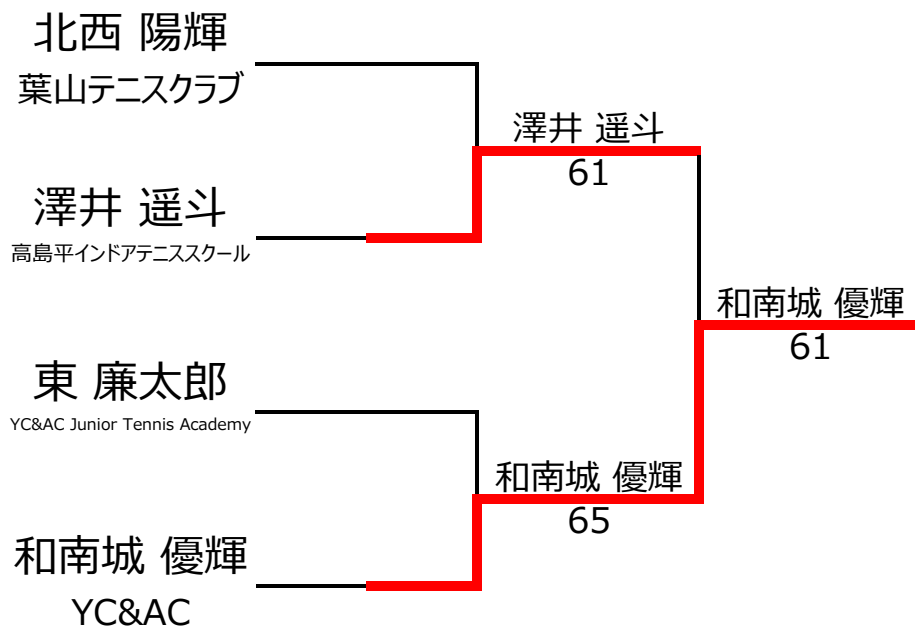 北西 陽輝
葉山テニスクラブ
澤井 遥斗
61
澤井 遥斗
高島平インドアテニススクール
和南城 優輝
61
東 廉太郎
YC&AC Junior Tennis Academy
和南城 優輝
65
和南城 優輝
YC&AC